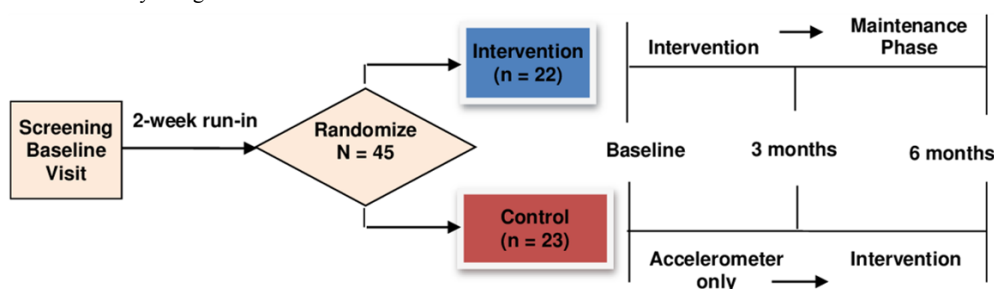 Screening
Baseline
Visit
2-week run-in
Randomize
N = 45
Intervention
(n = 22)
Control
(n = 23)
Intervention
Maintenance
Phase
Baseline
3 months
6 months
Accelerometer
only
Intervention